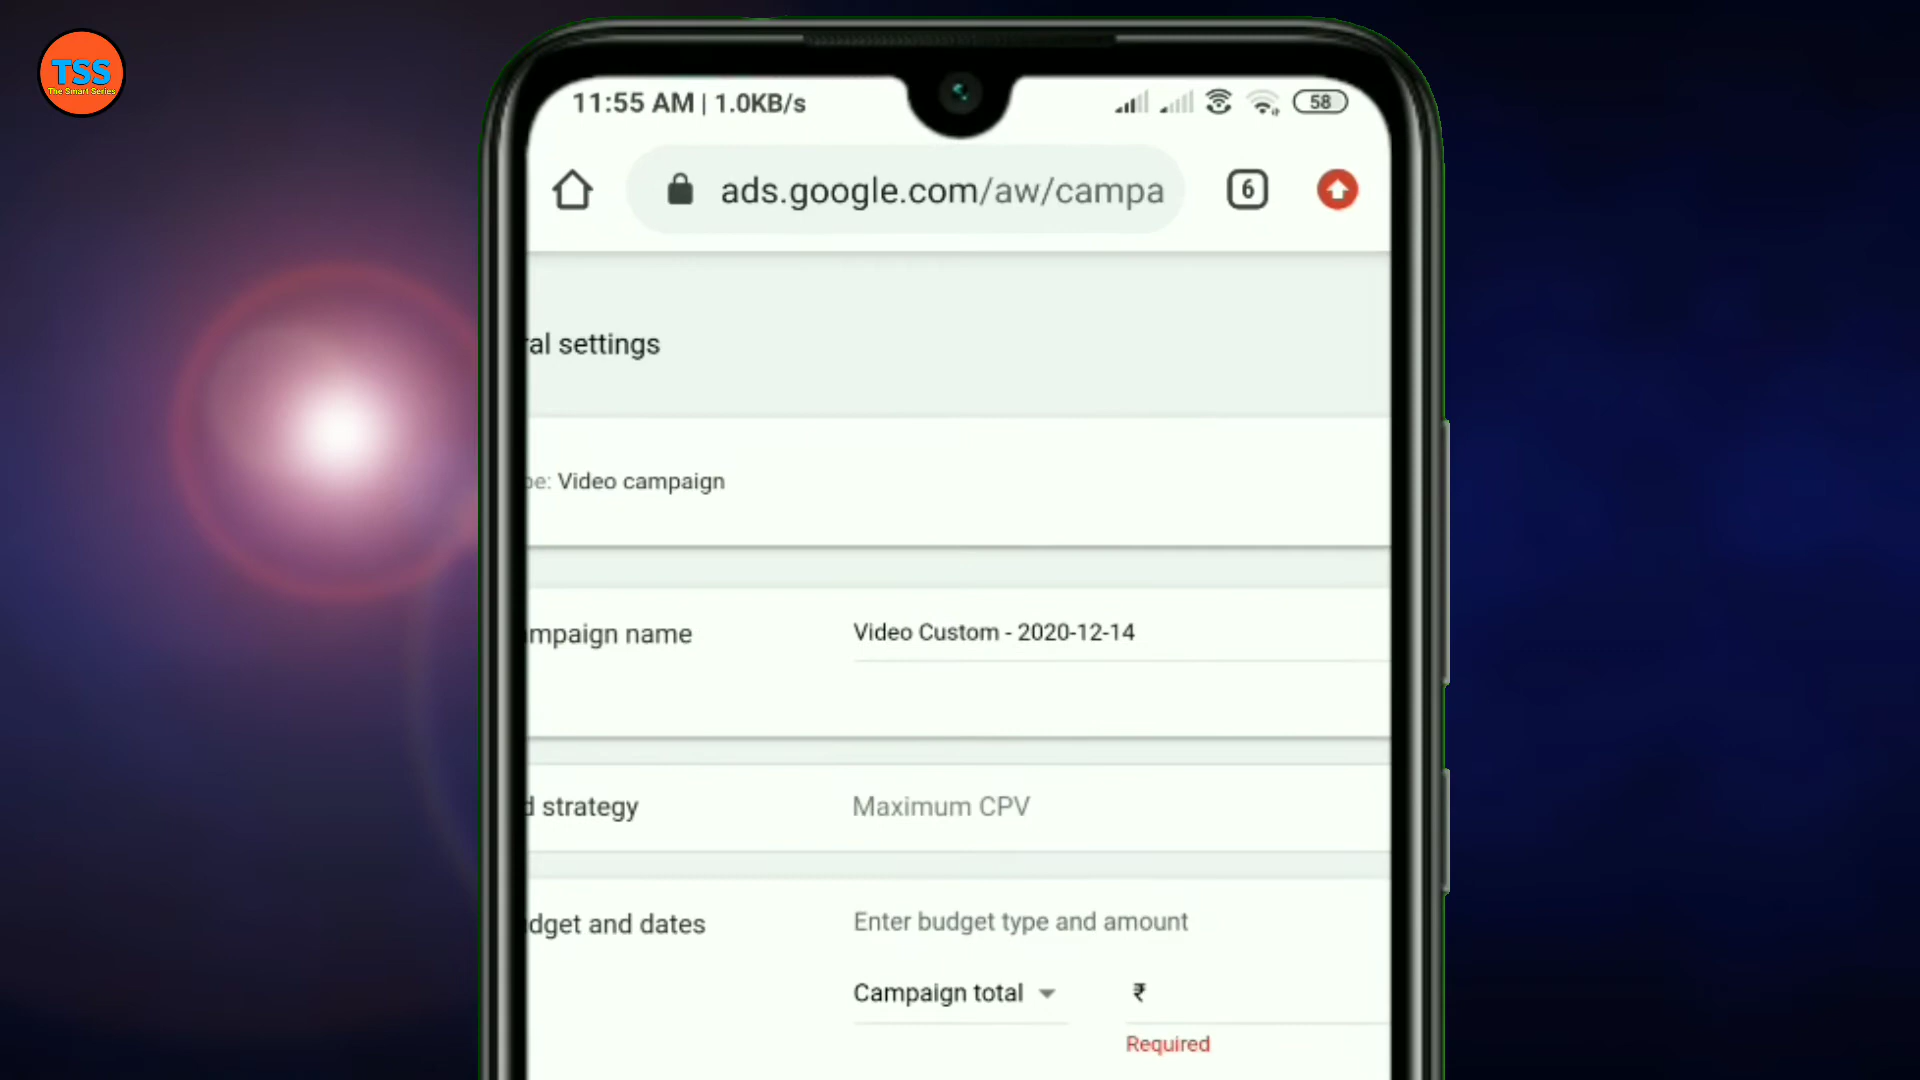 TSS
The Smart Series
11:55 AM | 1.0KB/s
58
ads.google.com/aw/campa
6
ral settings
pe: Video campaign
mpaign name
Video Custom - 2020-12-14
d strategy
Maximum CPV
dget and dates
Enter budget type and amount
Campaign total
₹
Required